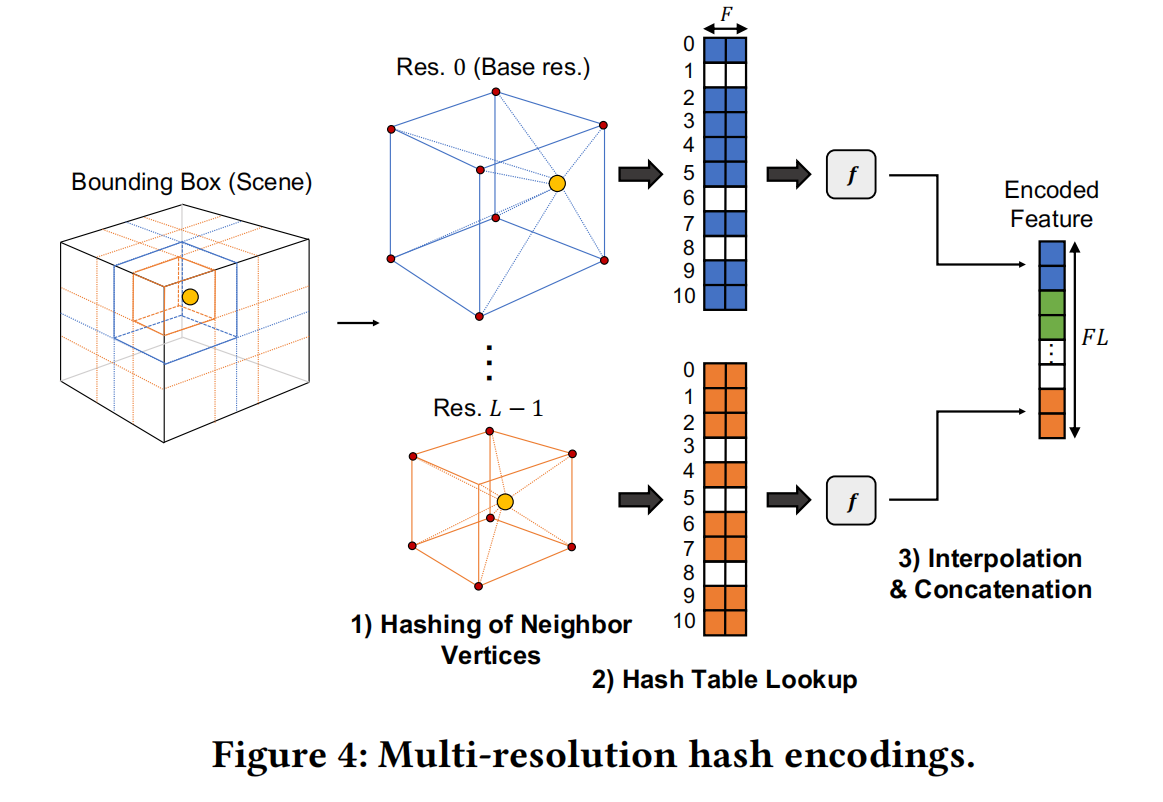 F
Res. 0 (Base res.)
0
1
2
3
4
5
6
7
8
9
10
f
Bounding Box (Scene)
Encoded
Feature
⋮
FL
⋮
Res. L − 1
0
1
2
3
4
5
6
7
8
9
10
f
1) Hashing of Neighbor
Vertices
2) Hash Table Lookup
3) Interpolation
& Concatenation
Figure 4: Multi-resolution hash encodings.